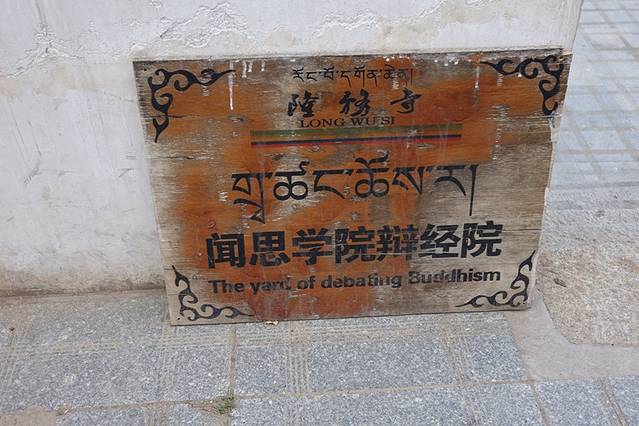 རོང་བོ་དགོན་ཆེན།
隆務寺
LONG WU SI
གྲྭ་ཚང་ཆོས་ར།
闻思学院辩经院
The yard of debating Buddhism